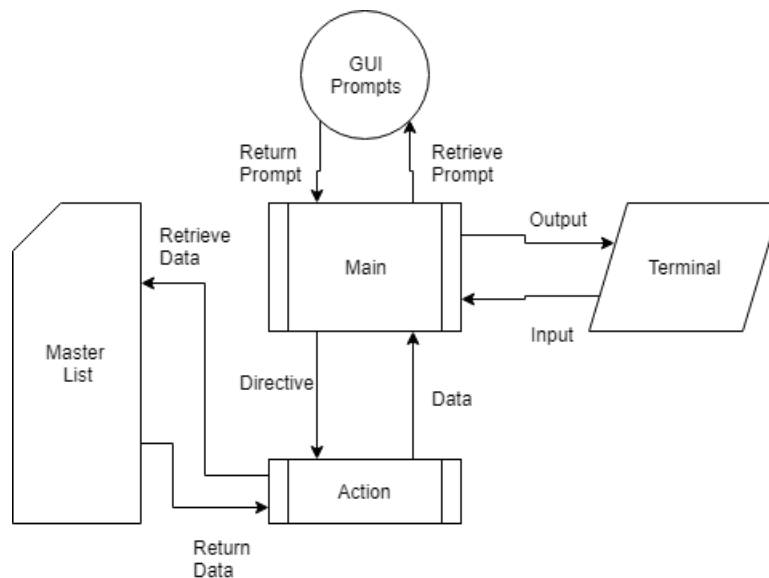 GUI
Prompts
Return
Prompt
Retrieve
Prompt
Retrieve
Data
Output
Main
Terminal
Input
Master
List
Directive
Data
Action
Return
Data